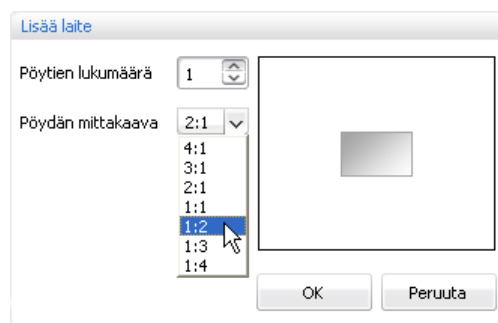 Lisää laite
Pöytien lukumäärä 1
Pöydän mittakaava 2:1
4:1
3:1
2:1
1:1
1:2
1:3
1:4
OK Peruuta